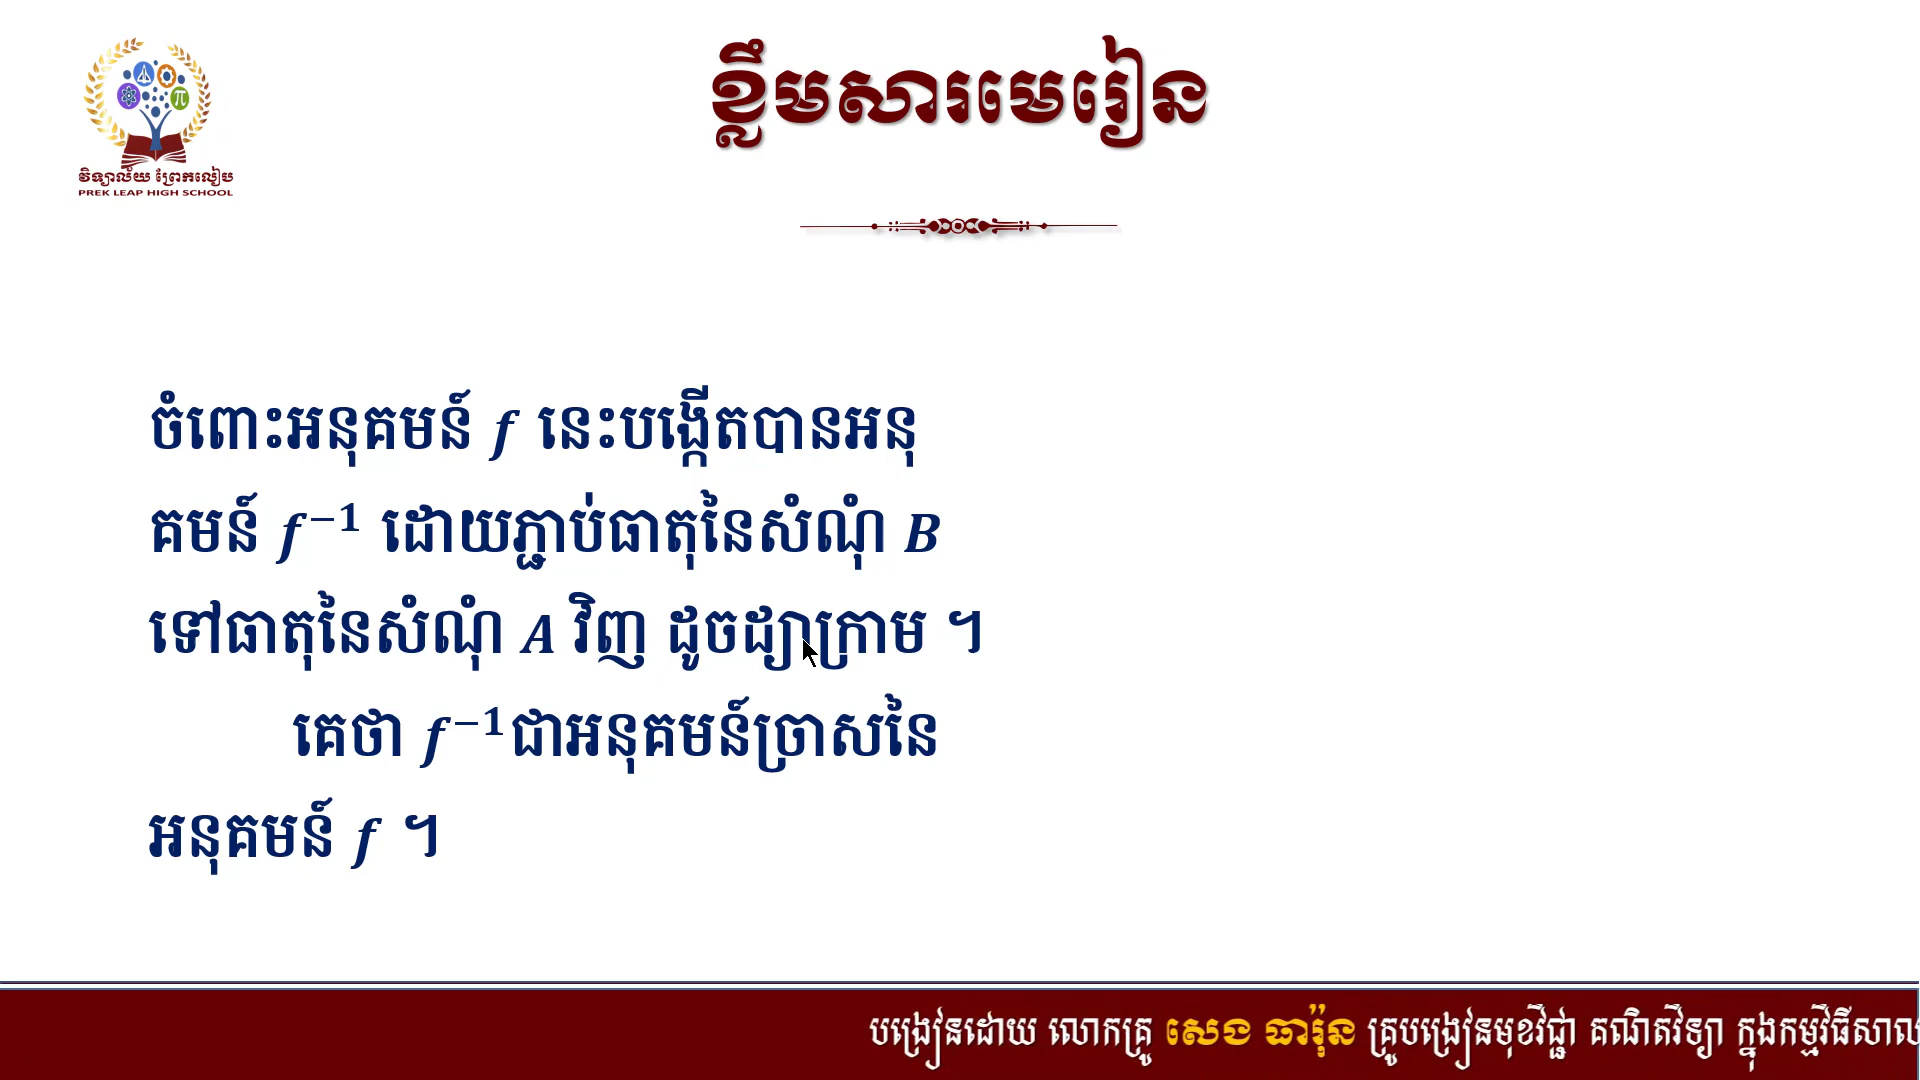 ខ្លឹមសារមេរៀន
វិទ្យាល័យ ព្រែកលៀប
PREK LEAP HIGH SCHOOL
ចំពោះអនុគមន៍ f នេះបង្កើតបានអនុ
គមន៍ f⁻¹ ដោយភ្ជាប់ធាតុនៃសំណុំ B
ទៅធាតុនៃសំណុំ A វិញ ដូចដ្យាក្រាម ។
គេថា f⁻¹ជាអនុគមន៍ច្រាសនៃ
អនុគមន៍ f ។
បង្រៀនដោយ លោកគ្រូ សេង ធារ៉ុន គ្រូបង្រៀនមុខវិជ្ជា គណិតវិទ្យា ក្នុងកម្មវិធីសាល